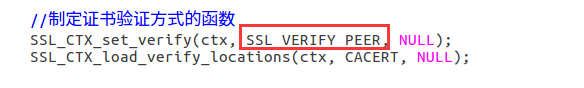 //制定证书验证方式的函数
SSL_CTX_set_verify(ctx, SSL_VERIFY_PEER, NULL);
SSL_CTX_load_verify_locations(ctx, CACERT, NULL);